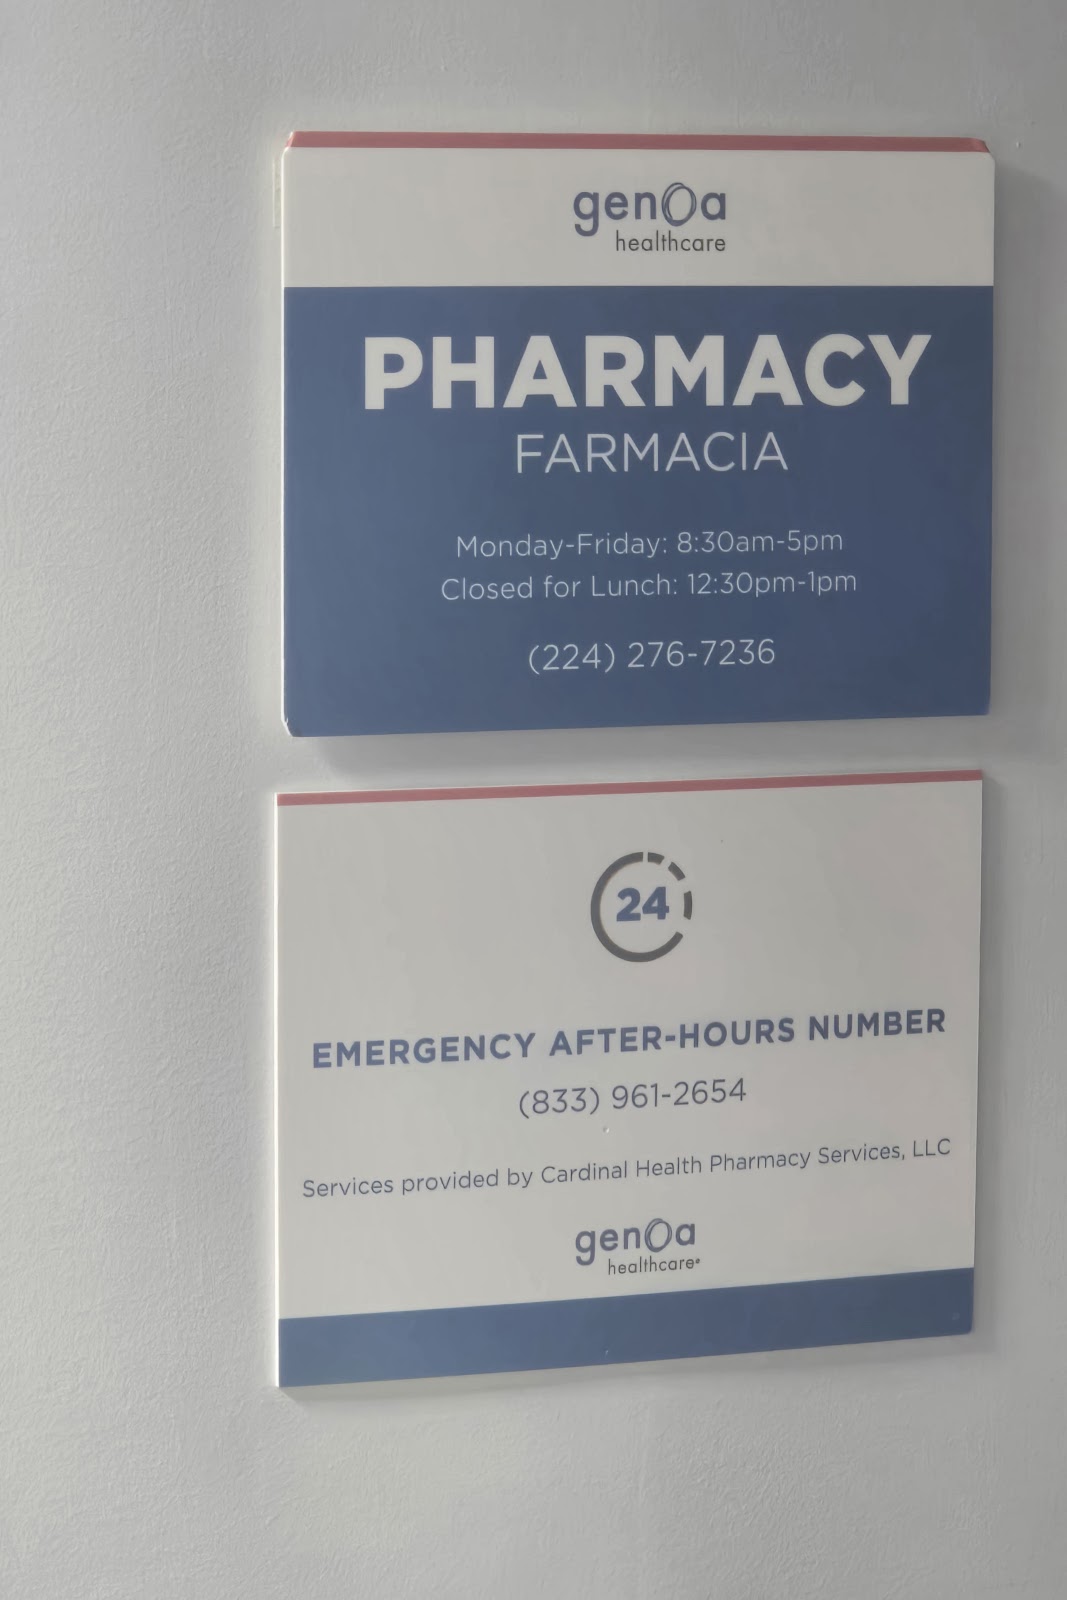 genOa
healthcare
PHARMACY
FARMACIA
Monday-Friday: 8:30am-5pm
Closed for Lunch: 12:30pm-1pm
(224) 276-7236
24
EMERGENCY AFTER-HOURS NUMBER
(833) 961-2654
Services provided by Cardinal Health Pharmacy Services, LLC
genOa
healthcare®